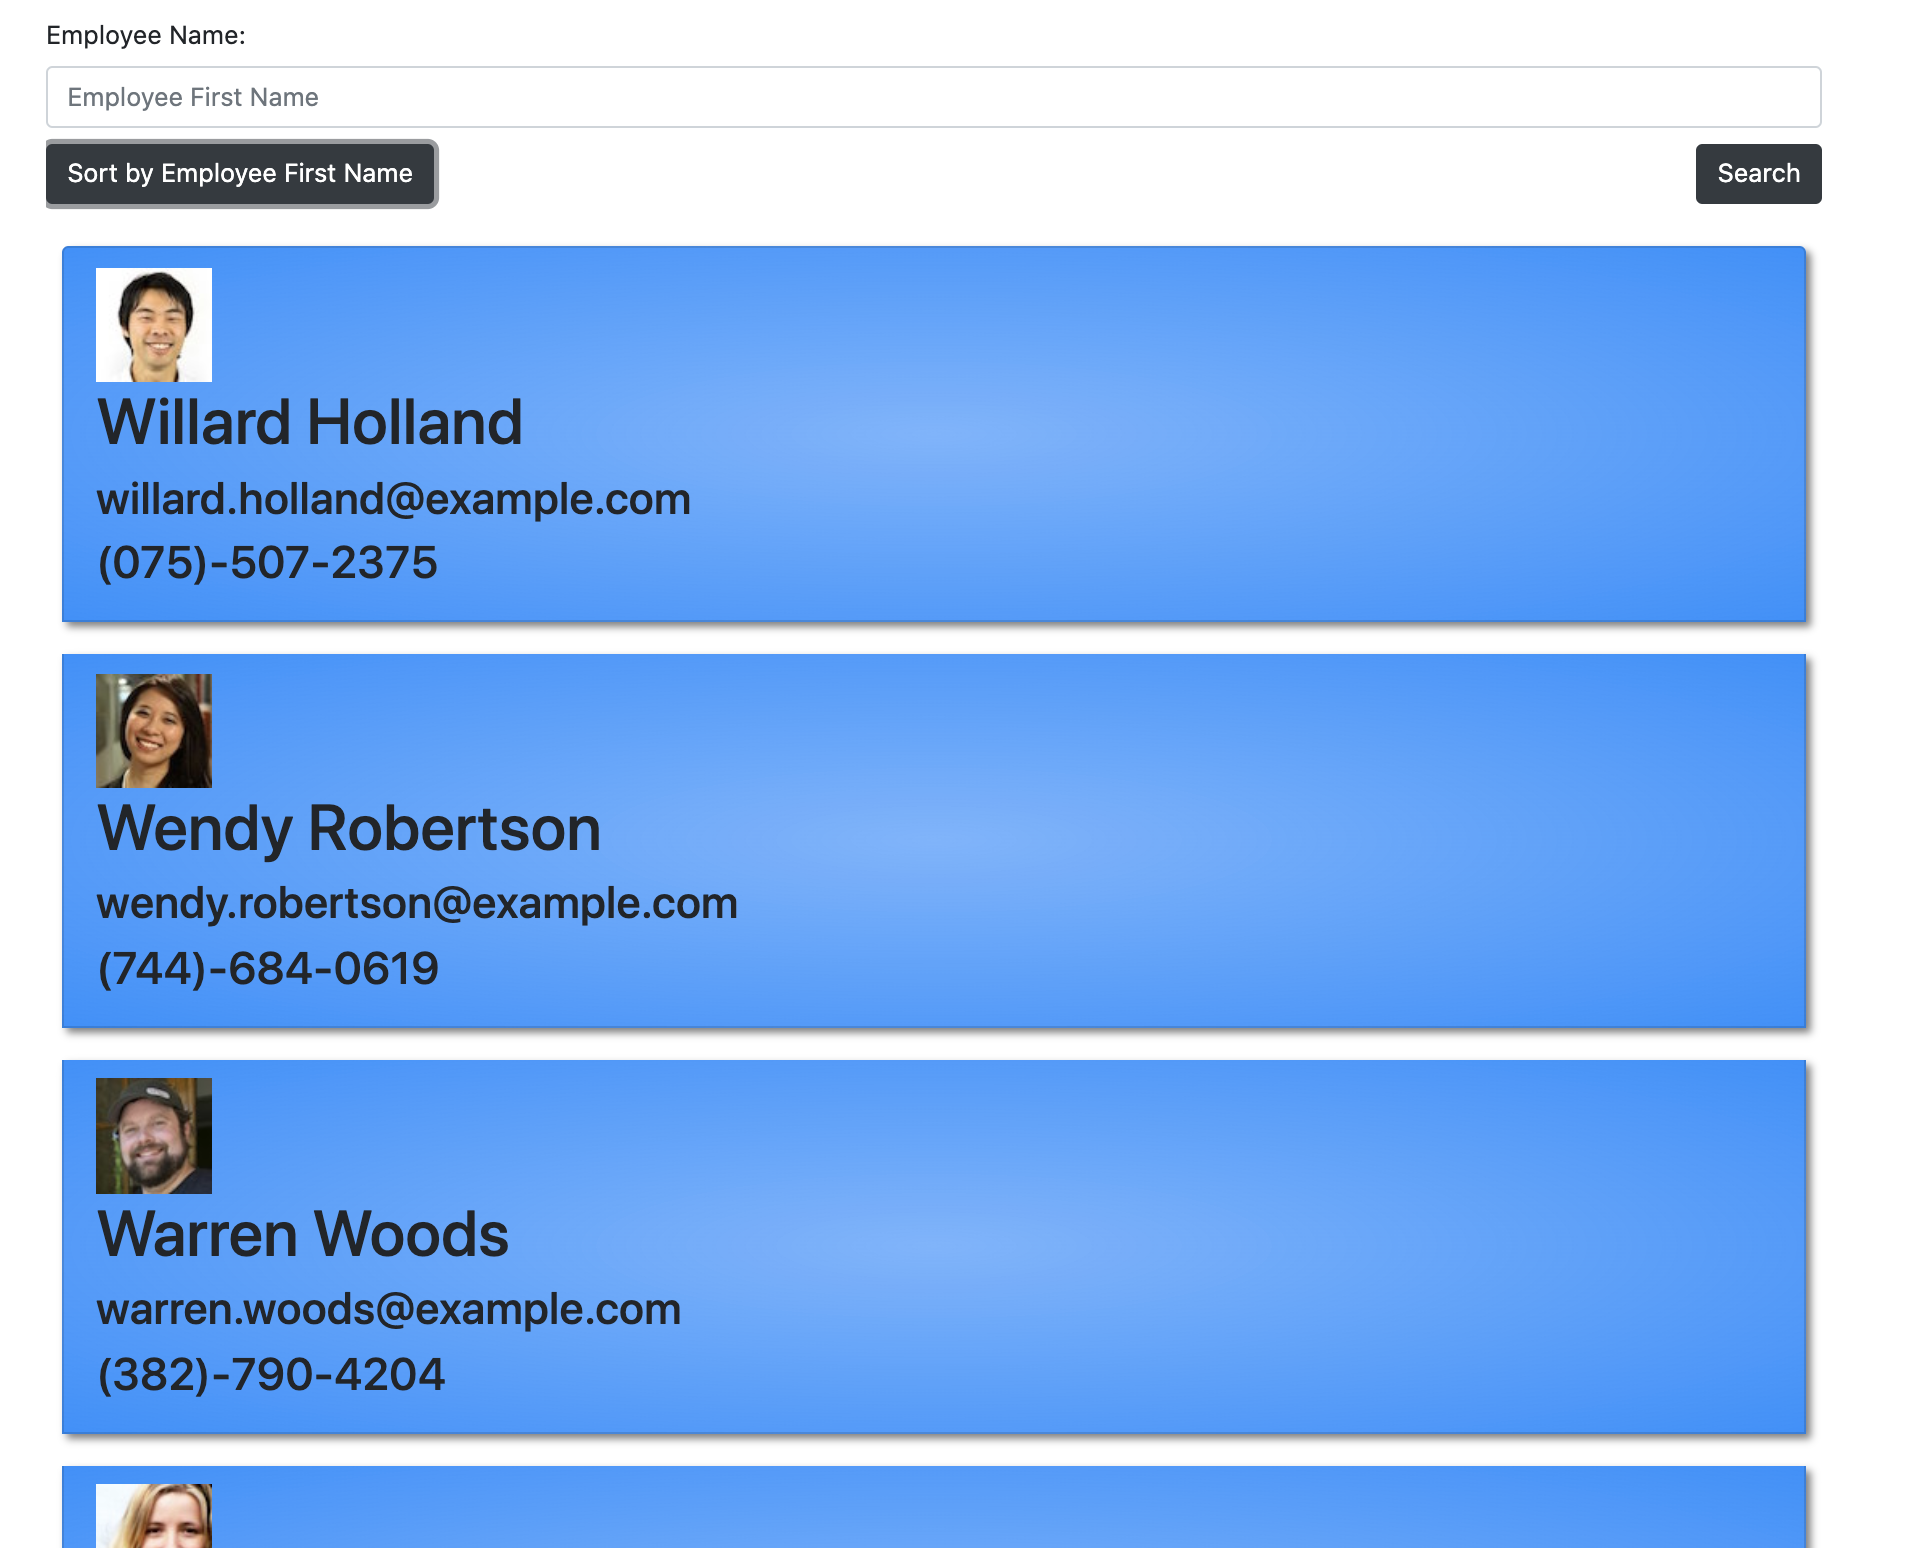 Employee Name:
Employee First Name
Sort by Employee First Name
Search
Willard Holland
willard.holland@example.com
(075)-507-2375
Wendy Robertson
wendy.robertson@example.com
(744)-684-0619
Warren Woods
warren.woods@example.com
(382)-790-4204